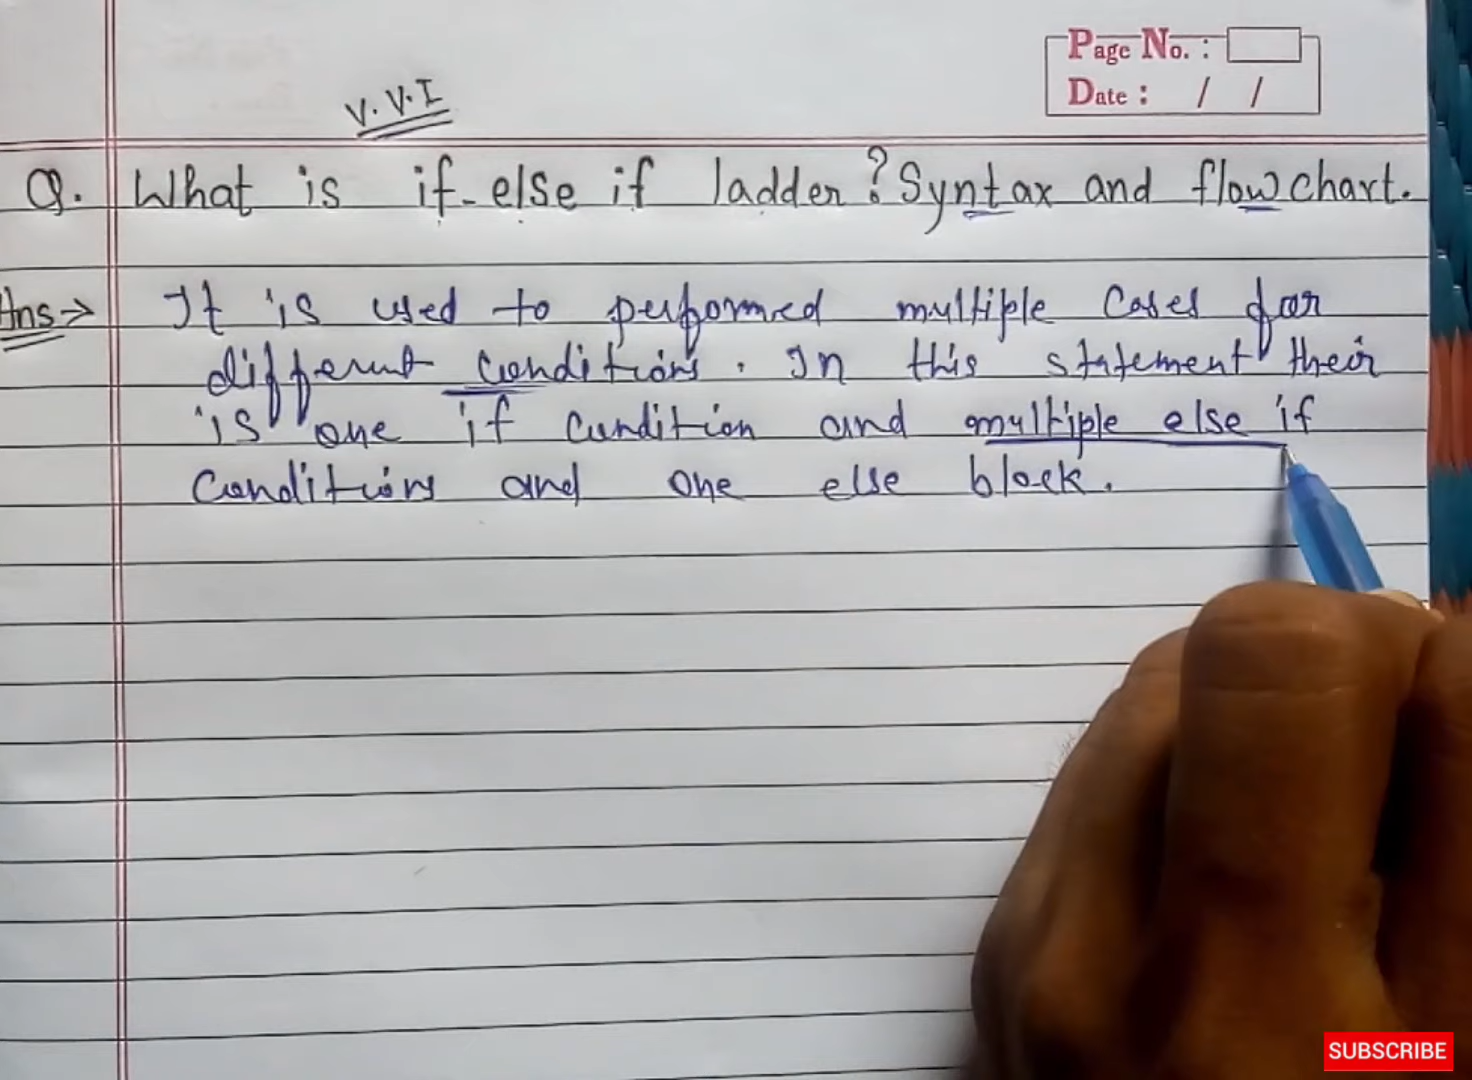 Page No. :
Date : / /
V.V.I
Q. What is if-else if ladder? Syntax and flowchart.
Ans→ It is used to performed multiple cases for
different conditions. In this statement their
is one if condition and multiple else if
conditions and one else block.
SUBSCRIBE